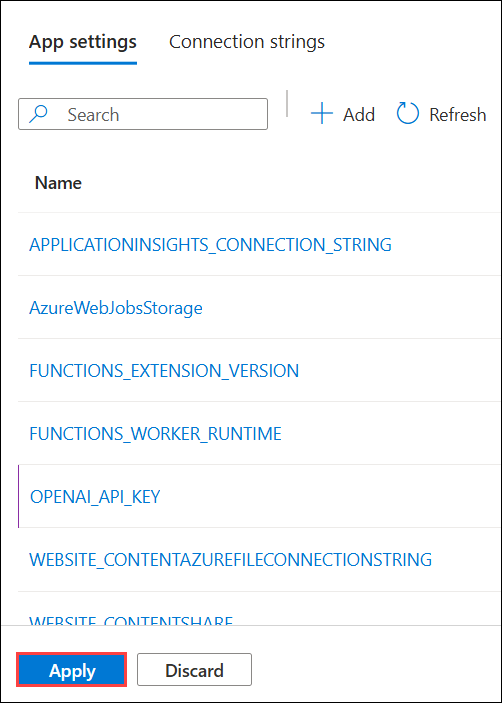 App settings
Connection strings
Search
Add
Refresh
Name
APPLICATIONINSIGHTS_CONNECTION_STRING
AzureWebJobsStorage
FUNCTIONS_EXTENSION_VERSION
FUNCTIONS_WORKER_RUNTIME
OPENAI_API_KEY
WEBSITE_CONTENTAZUREFILECONNECTIONSTRING
WEBSITE_CONTENTSHARE
Apply
Discard